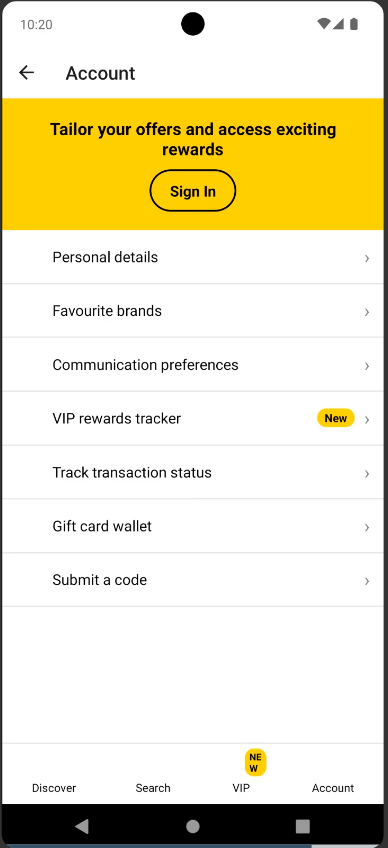 10:20
Account
Tailor your offers and access exciting
rewards
Sign In
Personal details
Favourite brands
Communication preferences
VIP rewards tracker New
Track transaction status
Gift card wallet
Submit a code
NE
W
Discover Search VIP Account